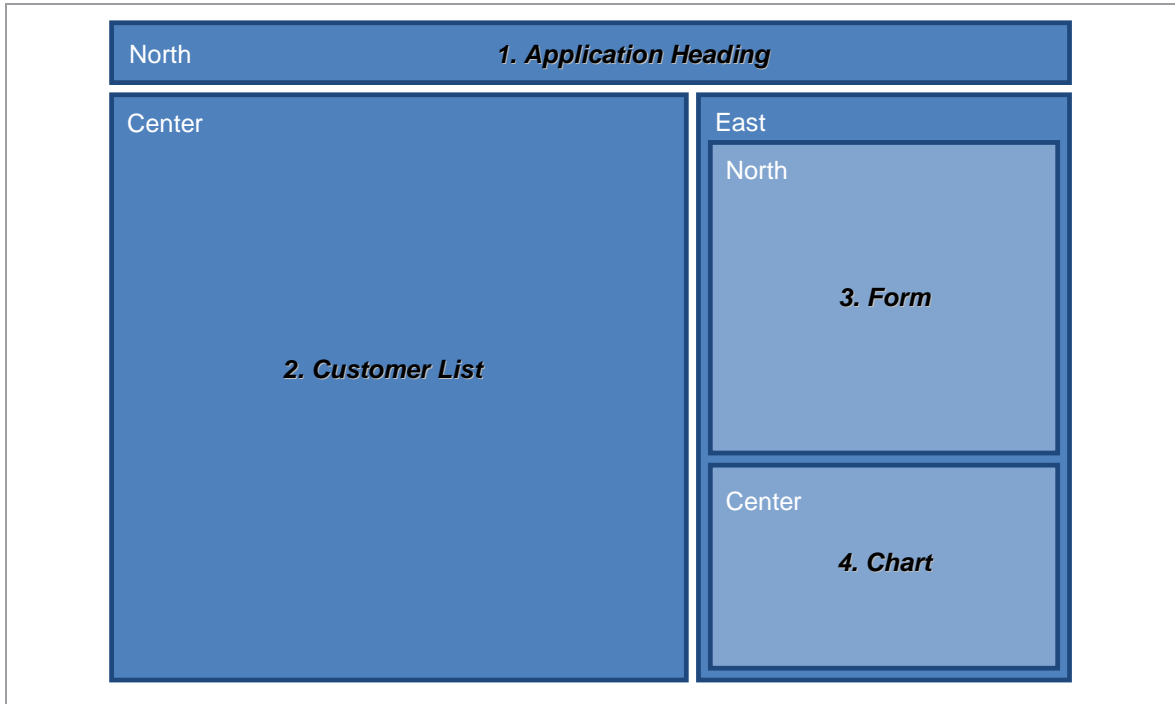 North
1. Application Heading
Center
2. Customer List
East
North
3. Form
Center
4. Chart